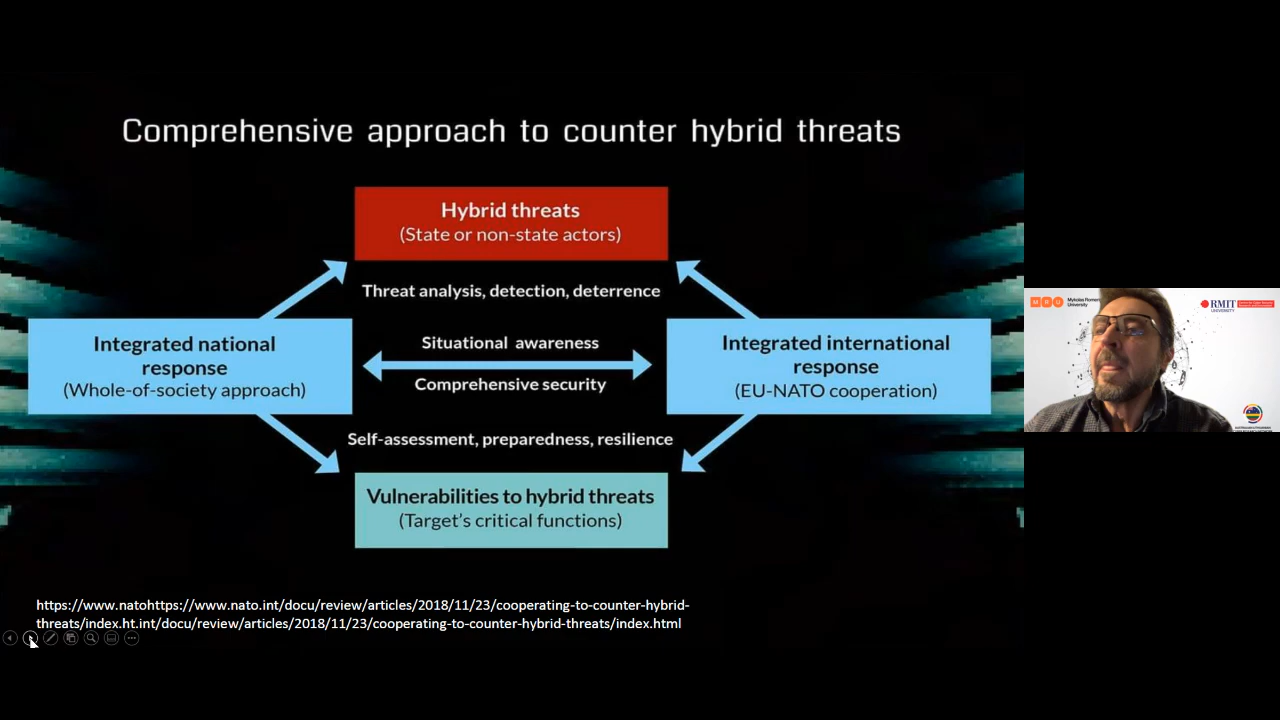 Comprehensive approach to counter hybrid threats
Hybrid threats
(State or non-state actors)
Threat analysis, detection, deterrence
Integrated national
response
(Whole-of-society approach)
Situational awareness
Comprehensive security
Integrated international
response
(EU-NATO cooperation)
Self-assessment, preparedness, resilience
Vulnerabilities to hybrid threats
(Target's critical functions)
https://www.natohttps://www.nato.int/docu/review/articles/2018/11/23/cooperating-to-counter-hybrid-
threats/index.ht.int/docu/review/articles/2018/11/23/cooperating-to-counter-hybrid-threats/index.html
MRU
Mykolas Romeris
University
RMIT
UNIVERSITY